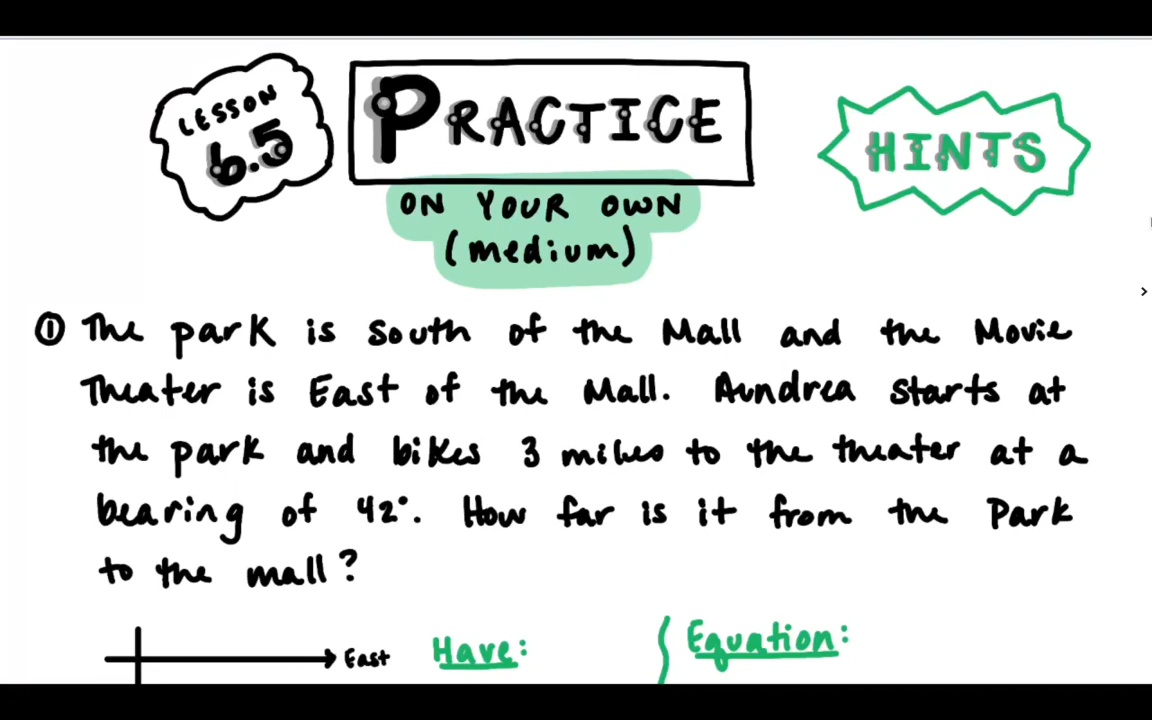 LESSON
6.5
PRACTICE
HINTS
ON YOUR OWN
(medium)
① The park is South of the Mall and the Movie
Theater is East of the Mall. Aundrea starts at
the park and bikes 3 miles to the theater at a
bearing of 42°. How far is it from the Park
to the mall?
East
Have:
Equation: